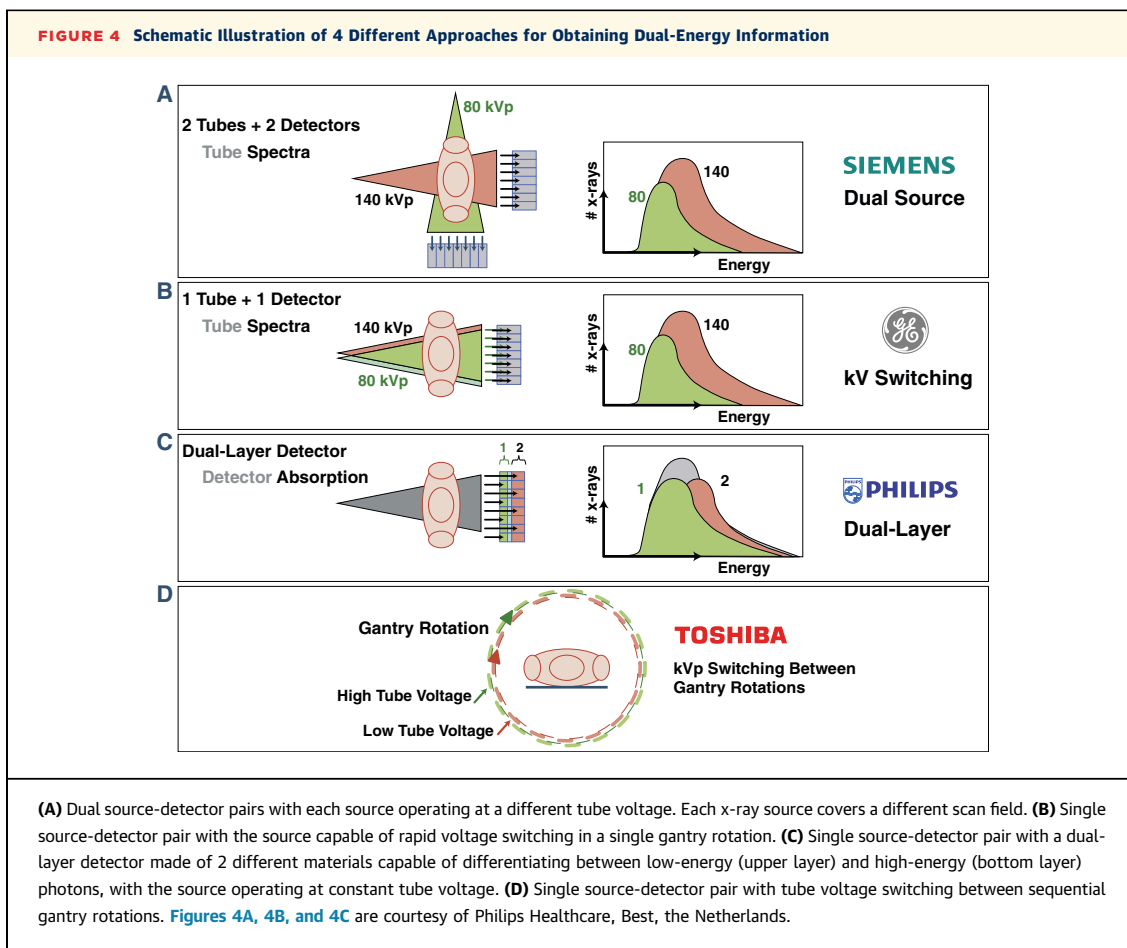 FIGURE 4 Schematic Illustration of 4 Different Approaches for Obtaining Dual-Energy Information
A
2 Tubes + 2 Detectors
Tube Spectra
80 kVp
140 kVp
# x-rays
80
140
Energy
SIEMENS
Dual Source
B
1 Tube + 1 Detector
Tube Spectra
140 kVp
80 kVp
# x-rays
80
140
Energy
GE
kV Switching
C
Dual-Layer Detector
Detector Absorption
1 2
# x-rays
1
2
Energy
PHILIPS
Dual-Layer
D
Gantry Rotation
High Tube Voltage
Low Tube Voltage
TOSHIBA
kVp Switching Between
Gantry Rotations
(A) Dual source-detector pairs with each source operating at a different tube voltage. Each x-ray source covers a different scan field. (B) Single
source-detector pair with the source capable of rapid voltage switching in a single gantry rotation. (C) Single source-detector pair with a dual-
layer detector made of 2 different materials capable of differentiating between low-energy (upper layer) and high-energy (bottom layer)
photons, with the source operating at constant tube voltage. (D) Single source-detector pair with tube voltage switching between sequential
gantry rotations. Figures 4A, 4B, and 4C are courtesy of Philips Healthcare, Best, the Netherlands.